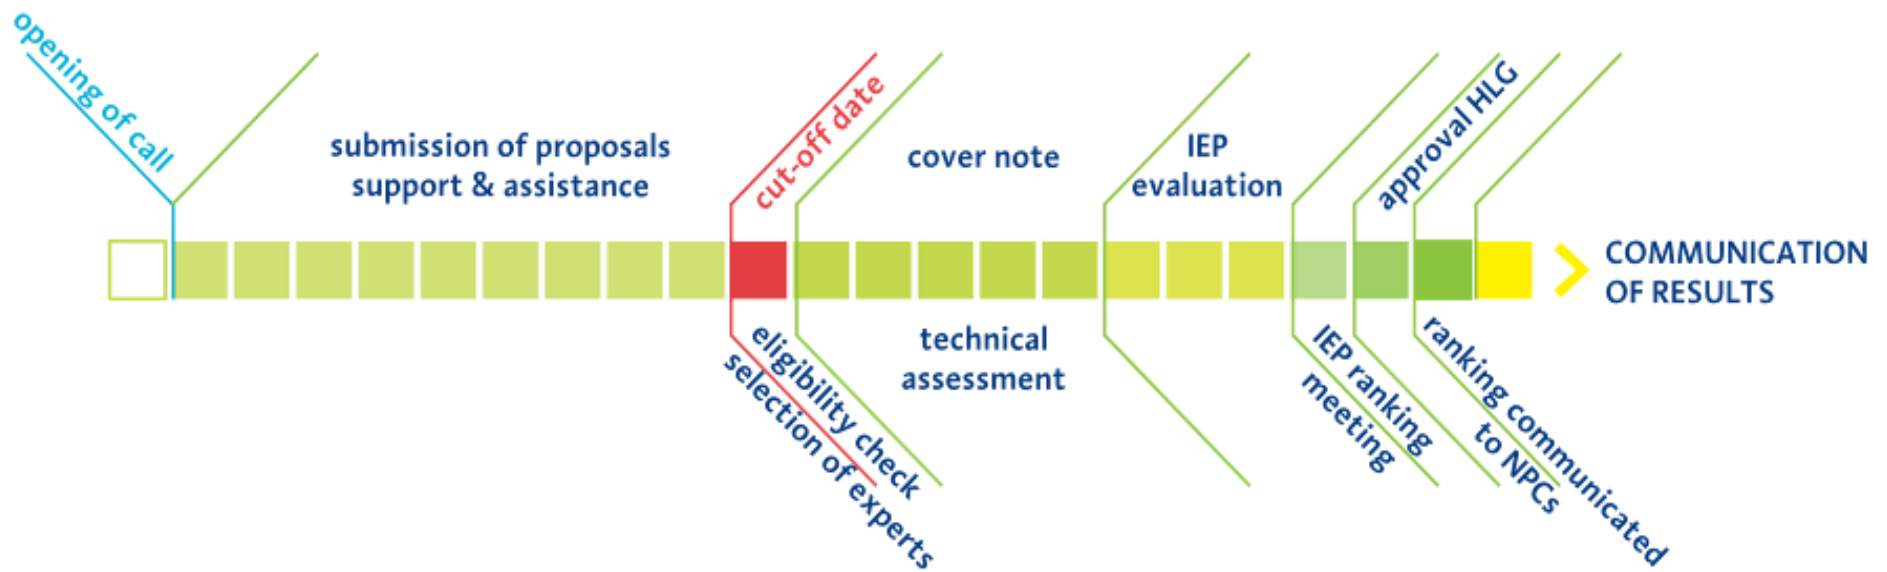 opening of call
submission of proposals
support & assistance
cut-off date
cover note
IEP
evaluation
approval HLG
COMMUNICATION
OF RESULTS
eligibility check
selection of experts
technical
assessment
IEP ranking
meeting
ranking communicated
to NPCs